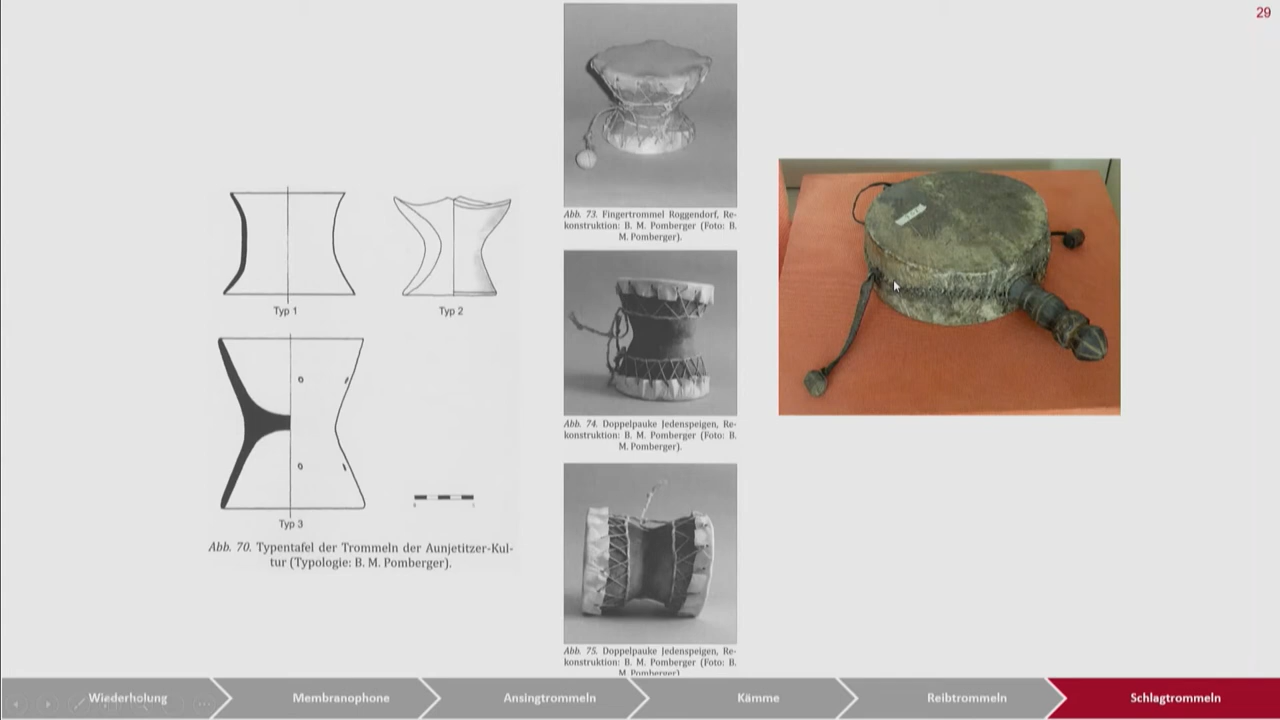 29
Typ 1
Typ 2
Typ 3
Abb. 70. Typentafel der Trommeln der Aunjetitzer-Kul-
tur (Typologie: B. M. Pomberger).
Abb. 73. Fingertrommel Roggendorf, Re-
konstruktion: B. M. Pomberger (Foto: B.
M. Pomberger).
Abb. 74. Doppelpauke Jedenspeigen, Re-
konstruktion: B. M. Pomberger (Foto: B.
M. Pomberger).
Abb. 75. Doppelpauke Jedenspeigen, Re-
konstruktion: B. M. Pomberger (Foto: B.
M. Pomberger)
Wiederholung
Membranophone
Ansingtrommeln
Kämme
Reibtrommeln
Schlagtrommeln